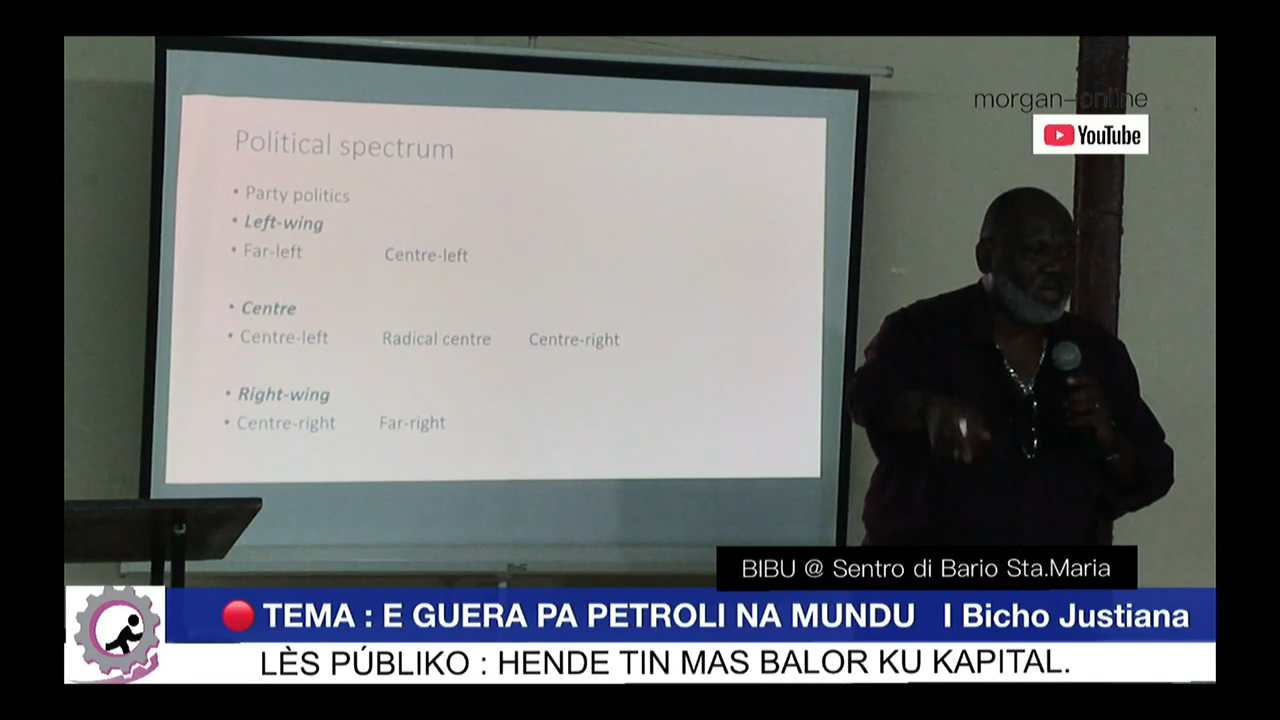 morgan-online
YouTube
Political spectrum
• Party politics
• Left-wing
• Far-left Centre-left
• Centre
• Centre-left Radical centre Centre-right
• Right-wing
• Centre-right Far-right
BIBU @ Sentro di Bario Sta.Maria
TEMA : E GUERA PA PETROLI NA MUNDU I Bicho Justiana
LÈS PÚBLIKO : HENDE TIN MAS BALOR KU KAPITAL.